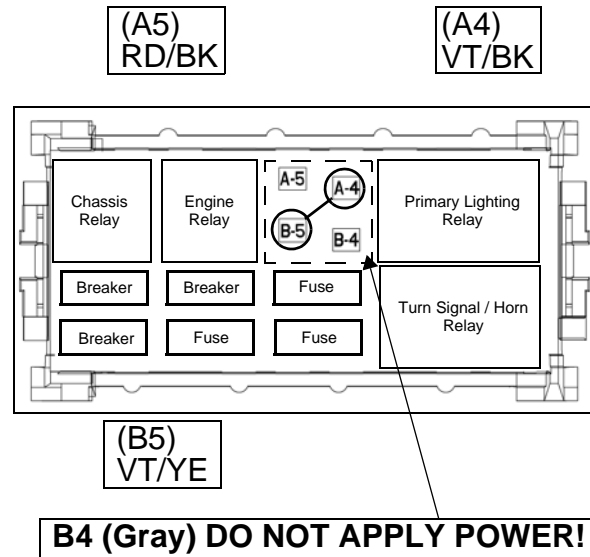 (A5)
RD/BK
(A4)
VT/BK
Chassis
Relay
Engine
Relay
A-5
A-4
B-5
B-4
Primary Lighting
Relay
Breaker
Breaker
Fuse
Turn Signal / Horn
Relay
Breaker
Fuse
Fuse
(B5)
VT/YE
B4 (Gray) DO NOT APPLY POWER!